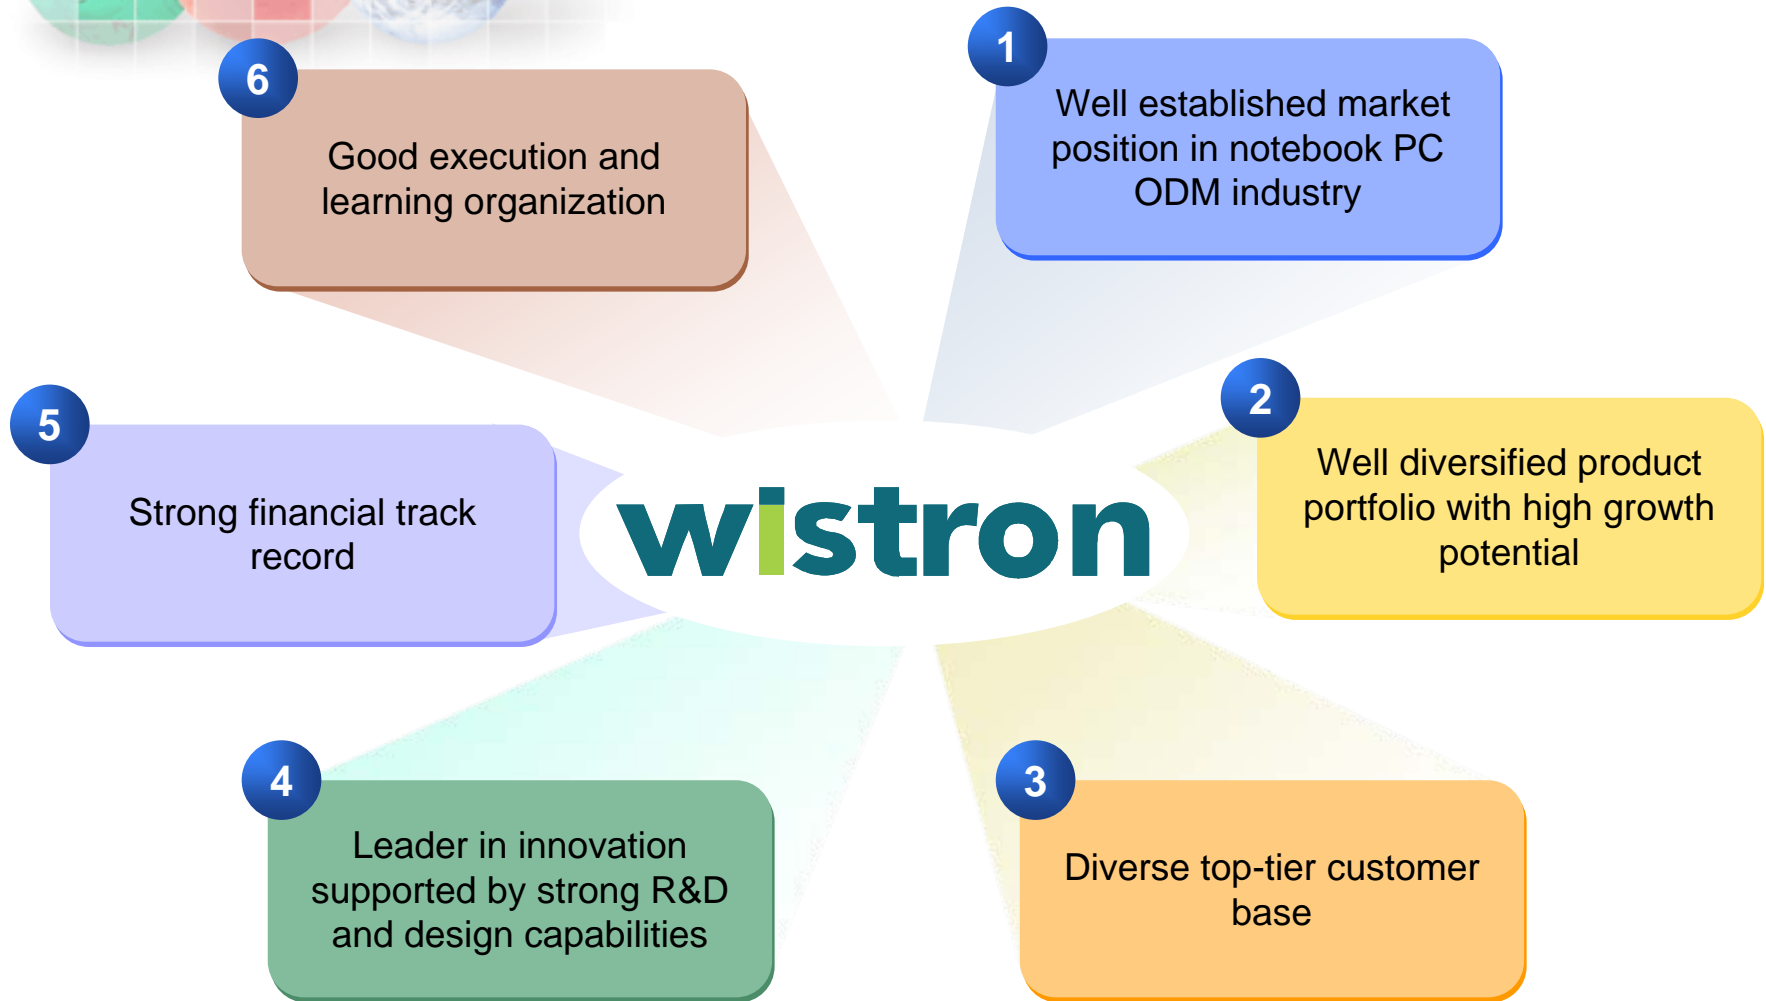 1
Well established market
position in notebook PC
ODM industry
2
Well diversified product
portfolio with high growth
potential
3
Diverse top-tier customer
base
4
Leader in innovation
supported by strong R&D
and design capabilities
5
Strong financial track
record
6
Good execution and
learning organization
wistron